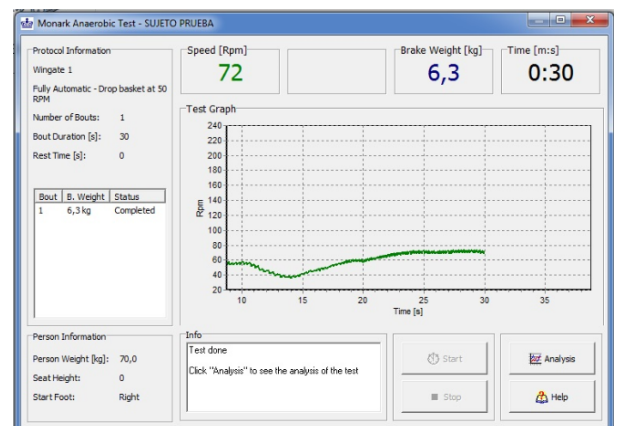 Monark Anaerobic Test - SUJETO PRUEBA
Protocol Information
Wingate 1
Fully Automatic - Drop basket at 50
RPM
Number of Bouts: 1
Bout Duration [s]: 30
Rest Time [s]: 0
Bout B. Weight Status
1 6,3 kg Completed
Person Information
Person Weight [kg]: 70,0
Seat Height: 0
Start Foot: Right
Speed [Rpm]
72
Brake Weight [kg]
6,3
Time [m:s]
0:30
Test Graph
240
220
200
180
160
140
120
100
80
60
40
20
Rpm
10 15 20 25 30 35
Time [s]
Info
Test done
Click "Analysis" to see the analysis of the test
Start
Analysis
Stop
Help